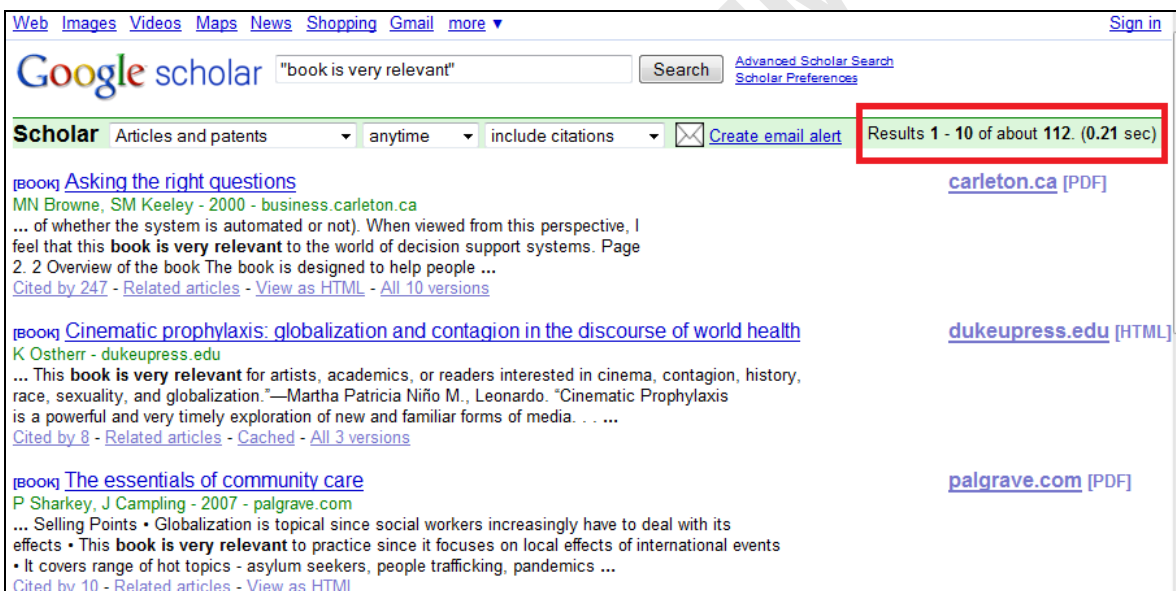 Web Images Videos Maps News Shopping Gmail more ▼ Sign in
Google scholar "book is very relevant" Search Advanced Scholar Search
Scholar Preferences
Scholar Articles and patents anytime include citations Create email alert Results 1 - 10 of about 112. (0.21 sec)
[BOOK] Asking the right questions carleton.ca [PDF]
MN Browne, SM Keeley - 2000 - business.carleton.ca
... of whether the system is automated or not). When viewed from this perspective, I
feel that this book is very relevant to the world of decision support systems. Page
2. 2 Overview of the book The book is designed to help people ...
Cited by 247 - Related articles - View as HTML - All 10 versions
[BOOK] Cinematic prophylaxis: globalization and contagion in the discourse of world health dukeupress.edu [HTML]
K Ostherr - dukeupress.edu
... This book is very relevant for artists, academics, or readers interested in cinema, contagion, history,
race, sexuality, and globalization.”—Martha Patricia Niño M., Leonardo. “Cinematic Prophylaxis
is a powerful and very timely exploration of new and familiar forms of media. . . ...
Cited by 8 - Related articles - Cached - All 3 versions
[BOOK] The essentials of community care palgrave.com [PDF]
P Sharkey, J Campling - 2007 - palgrave.com
... Selling Points • Globalization is topical since social workers increasingly have to deal with its
effects • This book is very relevant to practice since it focuses on local effects of international events
• It covers range of hot topics - asylum seekers, people trafficking, pandemics ...
Cited by 10 - Related articles - View as HTML